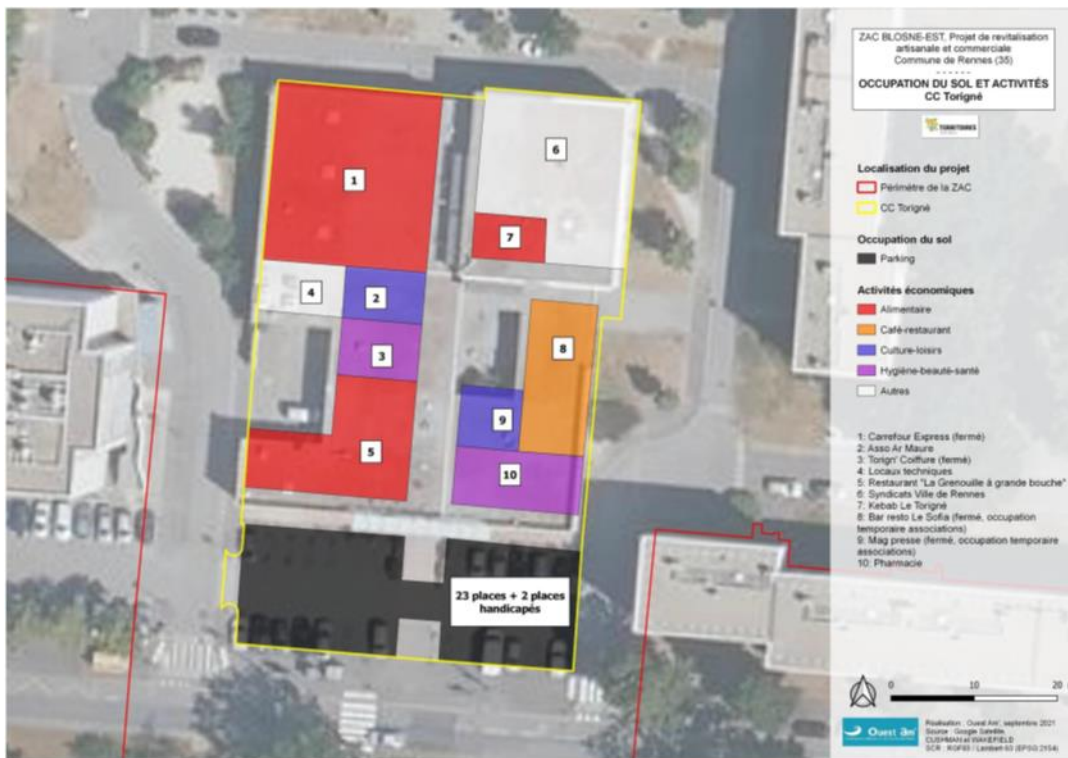 ZAC BLOSNE-EST, Projet de revitalisation
artisanale et commerciale
Commune de Rennes (35)
------
OCCUPATION DU SOL ET ACTIVITÉS
CC Torigné
TERRITOIRES
Localisation du projet
Périmètre de la ZAC
CC Torigné
Occupation du sol
Parking
Activités économiques
Alimentaire
Café-restaurant
Culture-loisirs
Hygiène-beauté-santé
Autres
1: Carrefour Express (fermé)
2: Asso Ar Maure
3: Torign' Coiffure (fermé)
4: Locaux techniques
5: Restaurant "La Grenouille à grande bouche"
6: Syndicats Ville de Rennes
7: Kebab Le Torigné
8: Bar resto Le Sofia (fermé, occupation
temporaire associations)
9: Mag presse (fermé, occupation temporaire
associations)
10: Pharmacie
1
6
7
4
2
3
8
9
5
10
23 places + 2 places
handicapés
0 10 20
Ouest Am'
Réalisation : Ouest Am', septembre 2021
Source : Google Satellite,
CUSHMAN et WAKEFIELD
SCR : RGF93 / Lambert-93 (EPSG:2154)